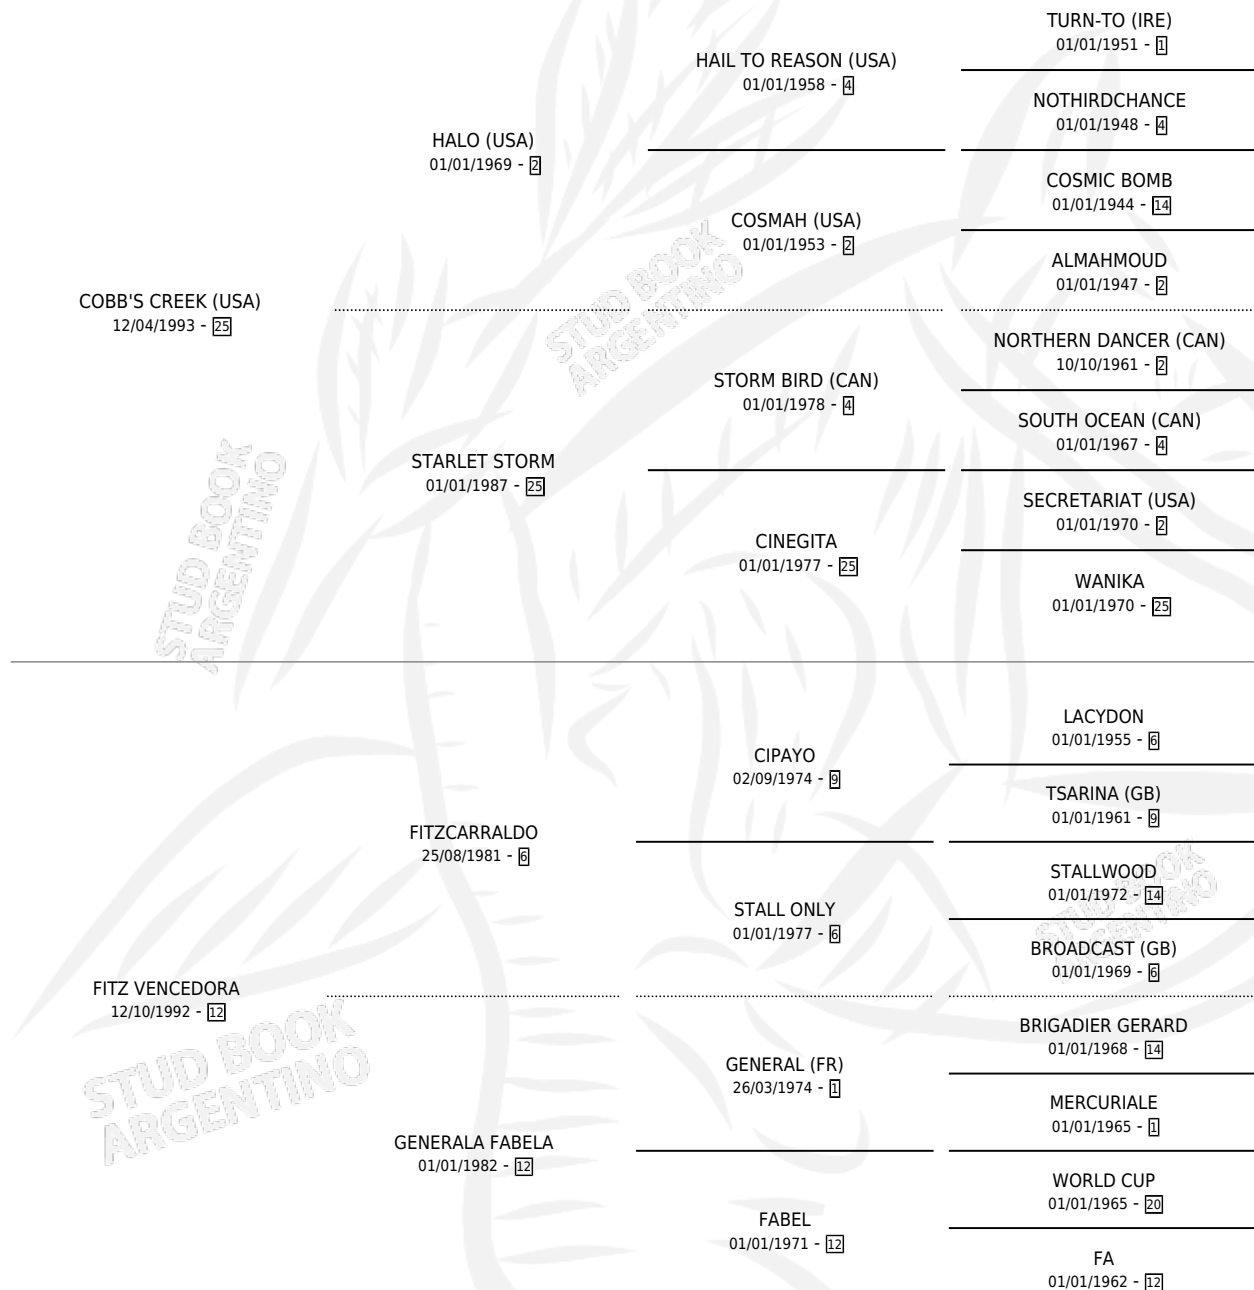 TURN-TO (IRE)
01/01/1951 - 1
HAIL TO REASON (USA)
01/01/1958 - 4
NOTHIRDCHANCE
01/01/1948 - 4
HALO (USA)
01/01/1969 - 2
COSMIC BOMB
01/01/1944 - 14
COSMAH (USA)
01/01/1953 - 2
ALMAHMOUD
01/01/1947 - 2
COBB'S CREEK (USA)
12/04/1993 - 25
NORTHERN DANCER (CAN)
10/10/1961 - 2
STORM BIRD (CAN)
01/01/1978 - 4
SOUTH OCEAN (CAN)
01/01/1967 - 4
STARLET STORM
01/01/1987 - 25
SECRETARIAT (USA)
01/01/1970 - 2
CINEGITA
01/01/1977 - 25
WANIKA
01/01/1970 - 25
STUD BOOK
ARGENTINO
STUD BOOK
ARGENTINO
LACYDON
01/01/1955 - 6
CIPAYO
02/09/1974 - 9
TSARINA (GB)
01/01/1961 - 9
FITZCARRALDO
25/08/1981 - 6
STALLWOOD
01/01/1972 - 14
STALL ONLY
01/01/1977 - 6
BROADCAST (GB)
01/01/1969 - 6
STUD BOOK
ARGENTINO
FITZ VENCEDORA
12/10/1992 - 12
BRIGADIER GERARD
01/01/1968 - 14
GENERAL (FR)
26/03/1974 - 1
MERCURIALE
01/01/1965 - 1
GENERALA FABELA
01/01/1982 - 12
WORLD CUP
01/01/1965 - 20
FABEL
01/01/1971 - 12
FA
01/01/1962 - 12
STUD BOOK
ARGENTINO